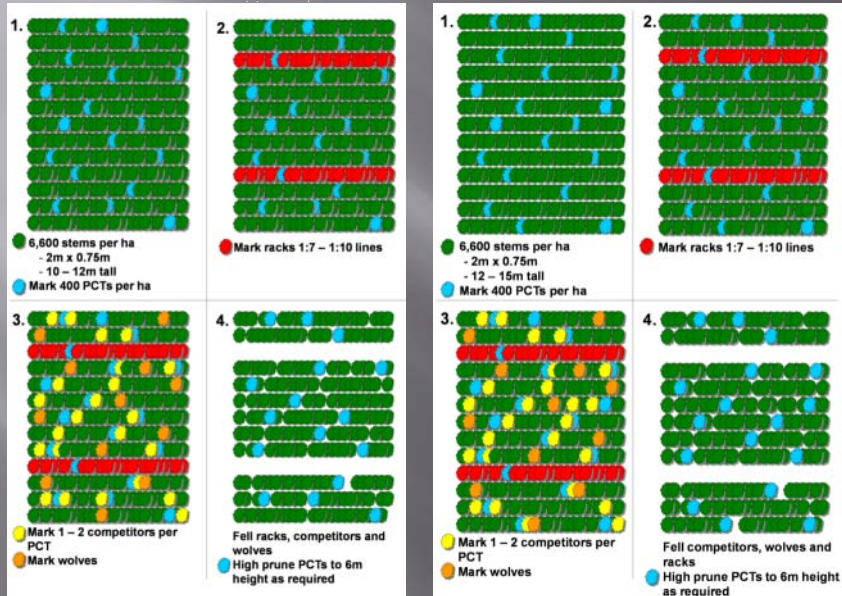 1.
2.
6,600 stems per ha
- 2m x 0.75m
- 10 – 12m tall
Mark 400 PCTs per ha
Mark racks 1:7 – 1:10 lines
3.
4.
Mark 1 – 2 competitors per
PCT
Mark wolves
Fell racks, competitors and
wolves
High prune PCTs to 6m
height as required
1.
2.
6,600 stems per ha
- 2m x 0.75m
- 12 – 15m tall
Mark 400 PCTs per ha
Mark racks 1:7 – 1:10 lines
3.
4.
Mark 1 – 2 competitors per
PCT
Mark wolves
Fell competitors, wolves and
racks
High prune PCTs to 6m height
as required